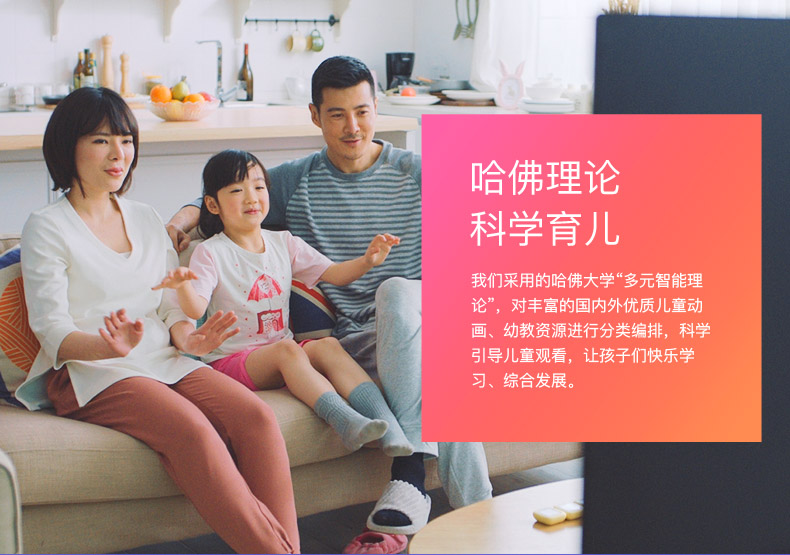 哈佛理论
科学育儿
我们采用的哈佛大学“多元智能理
论”，对丰富的国内外优质儿童动
画、幼教资源进行分类编排，科学
引导儿童观看，让孩子们快乐学
习、综合发展。